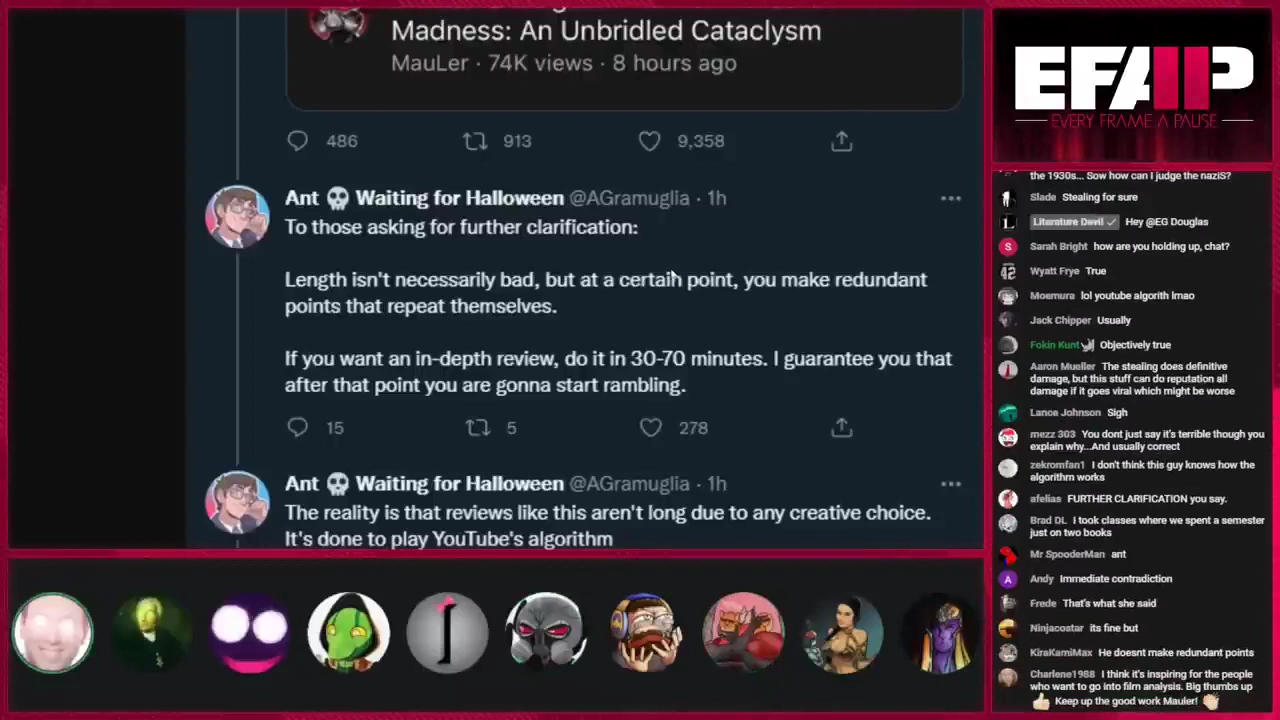 Madness: An Unbridled Cataclysm
MauLer · 74K views · 8 hours ago
486
913
9,358
Ant 💀 Waiting for Halloween @AGramuglia · 1h
To those asking for further clarification:
Length isn't necessarily bad, but at a certain point, you make redundant
points that repeat themselves.
If you want an in-depth review, do it in 30-70 minutes. I guarantee you that
after that point you are gonna start rambling.
15
5
278
Ant 💀 Waiting for Halloween @AGramuglia · 1h
The reality is that reviews like this aren't long due to any creative choice.
It's done to play YouTube's algorithm
EFAP
EVERY FRAME A PAUSE
the 1930s... Sow how can I judge the naziS?
Slade Stealing for sure
Literature Devil ✓ Hey @EG Douglas
Sarah Bright how are you holding up, chat?
Wyatt Frye True
Moemura lol youtube algorith lmao
Jack Chipper Usually
Fokin Kunt Objectively true
Aaron Mueller The stealing does definitive
damage, but this stuff can do reputation all
damage if it goes viral which might be worse
Lance Johnson Sigh
mezz 303 You dont just say it's terrible though you
explain why...And usually correct
zekromfan1 I don't think this guy knows how the
algorithm works
afelias FURTHER CLARIFICATION you say.
Brad DL I took classes where we spent a semester
just on two books
Mr SpooderMan ant
Andy Immediate contradiction
Frede That's what she said
Ninjacostar its fine but
KiraKamiMax He doesnt make redundant points
Charlene1988 I think it's inspiring for the people
who want to go into film analysis. Big thumbs up
👍 Keep up the good work Mauler! 👏